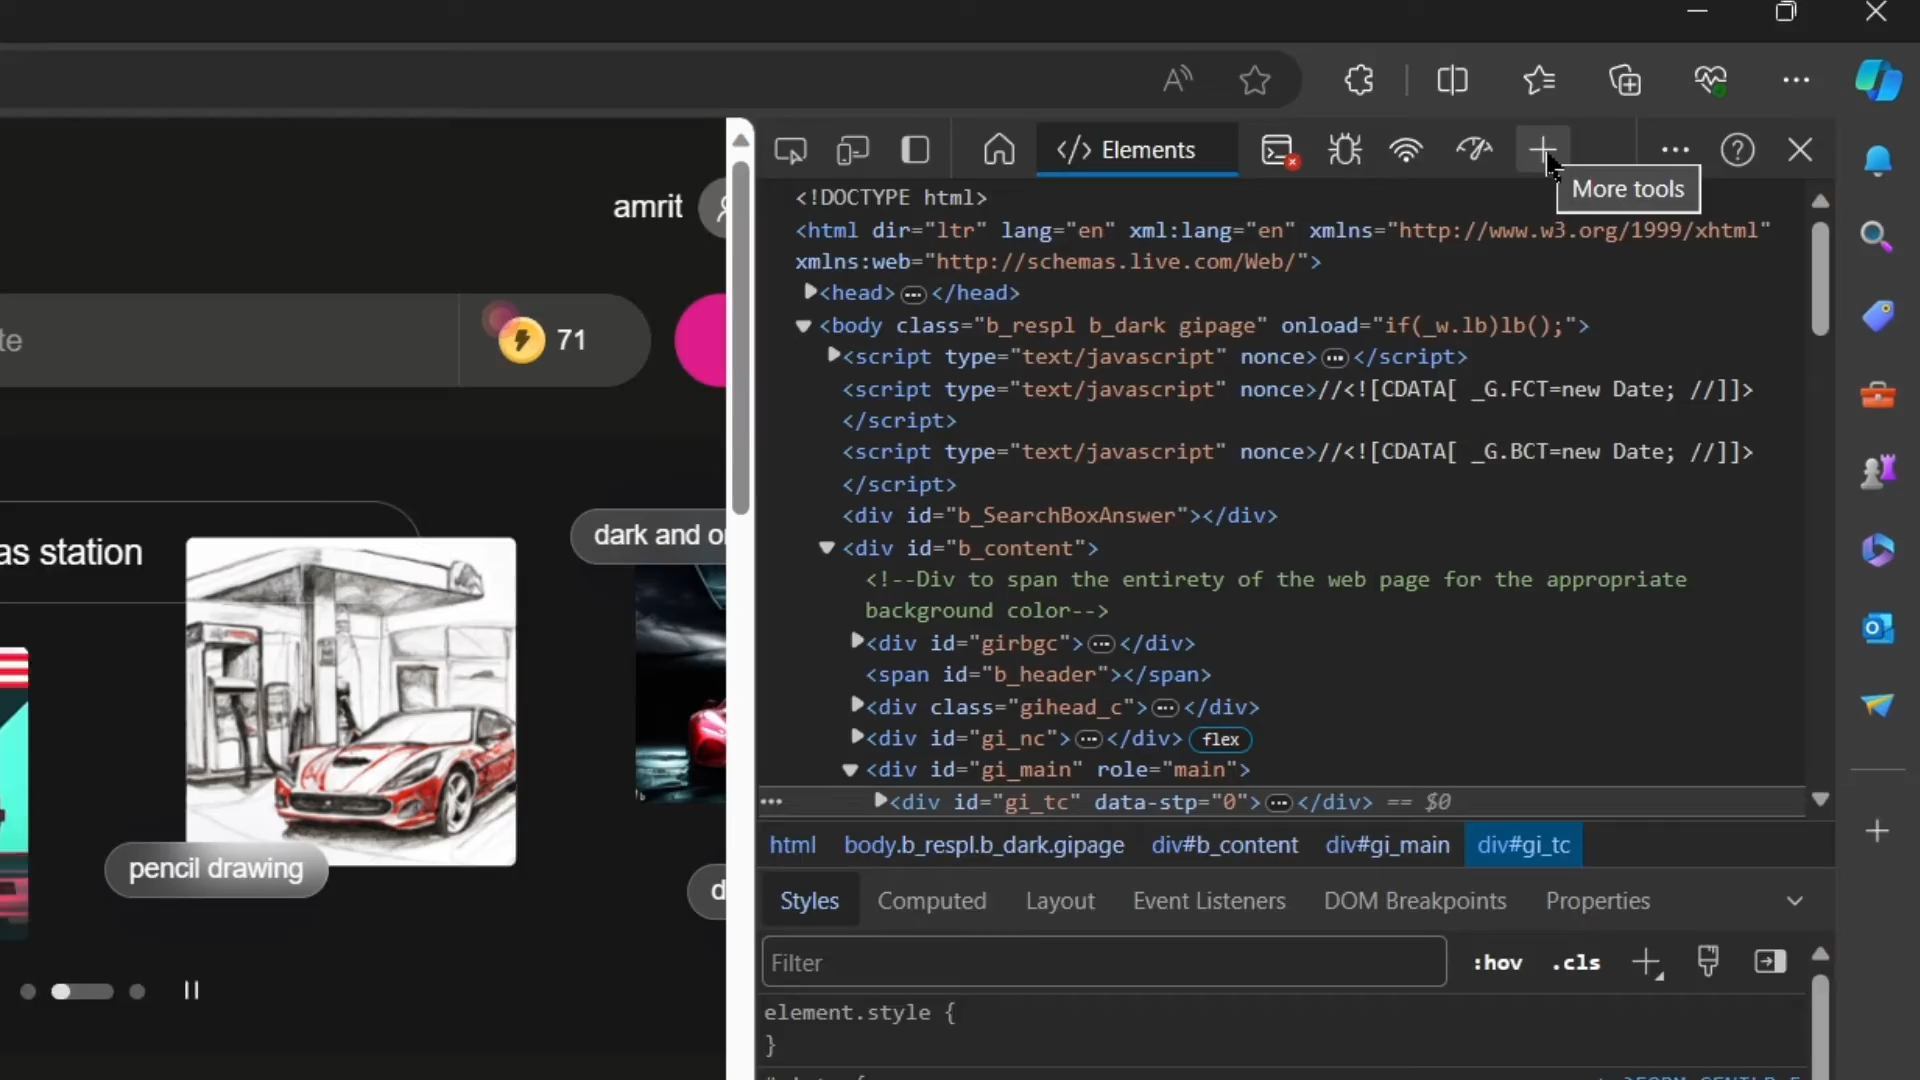 amrit
te
71
as station
dark and o
pencil drawing
d
Elements
More tools
<!DOCTYPE html>
<html dir="ltr" lang="en" xml:lang="en" xmlns="http://www.w3.org/1999/xhtml"
xmlns:web="http://schemas.live.com/Web/">
<head>…</head>
<body class="b_respl b_dark gipage" onload="if(_w.lb)lb();">
<script type="text/javascript" nonce>…</script>
<script type="text/javascript" nonce>//<![CDATA[ _G.FCT=new Date; //]]>
</script>
<script type="text/javascript" nonce>//<![CDATA[ _G.BCT=new Date; //]]>
</script>
<div id="b_SearchBoxAnswer"></div>
<div id="b_content">
<!--Div to span the entirety of the web page for the appropriate
background color-->
<div id="girbgc">…</div>
<span id="b_header"></span>
<div class="gihead_c">…</div>
<div id="gi_nc">…</div> flex
<div id="gi_main" role="main">
… <div id="gi_tc" data-stp="0">…</div> == $0
html body.b_respl.b_dark.gipage div#b_content div#gi_main div#gi_tc
Styles Computed Layout Event Listeners DOM Breakpoints Properties
Filter :hov .cls
element.style {
}